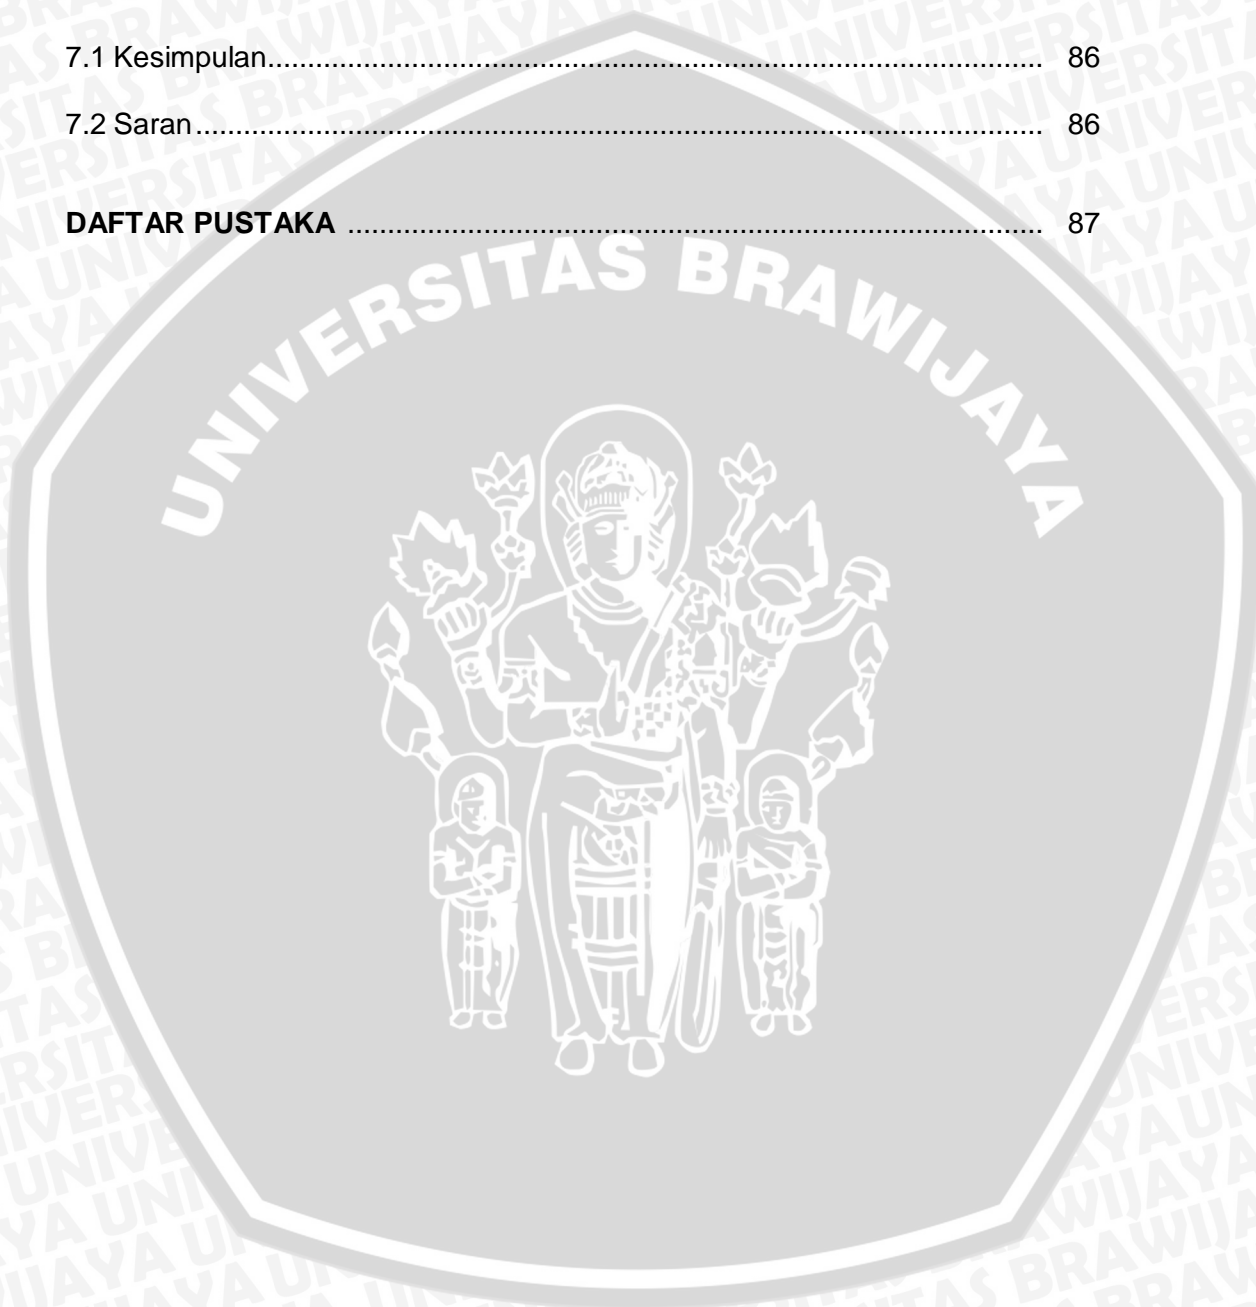 7.1 Kesimpulan................................................................................................. 86
7.2 Saran.......................................................................................................... 86
DAFTAR PUSTAKA ....................................................................................... 87
UNIVERSITAS BRAWIJAYA